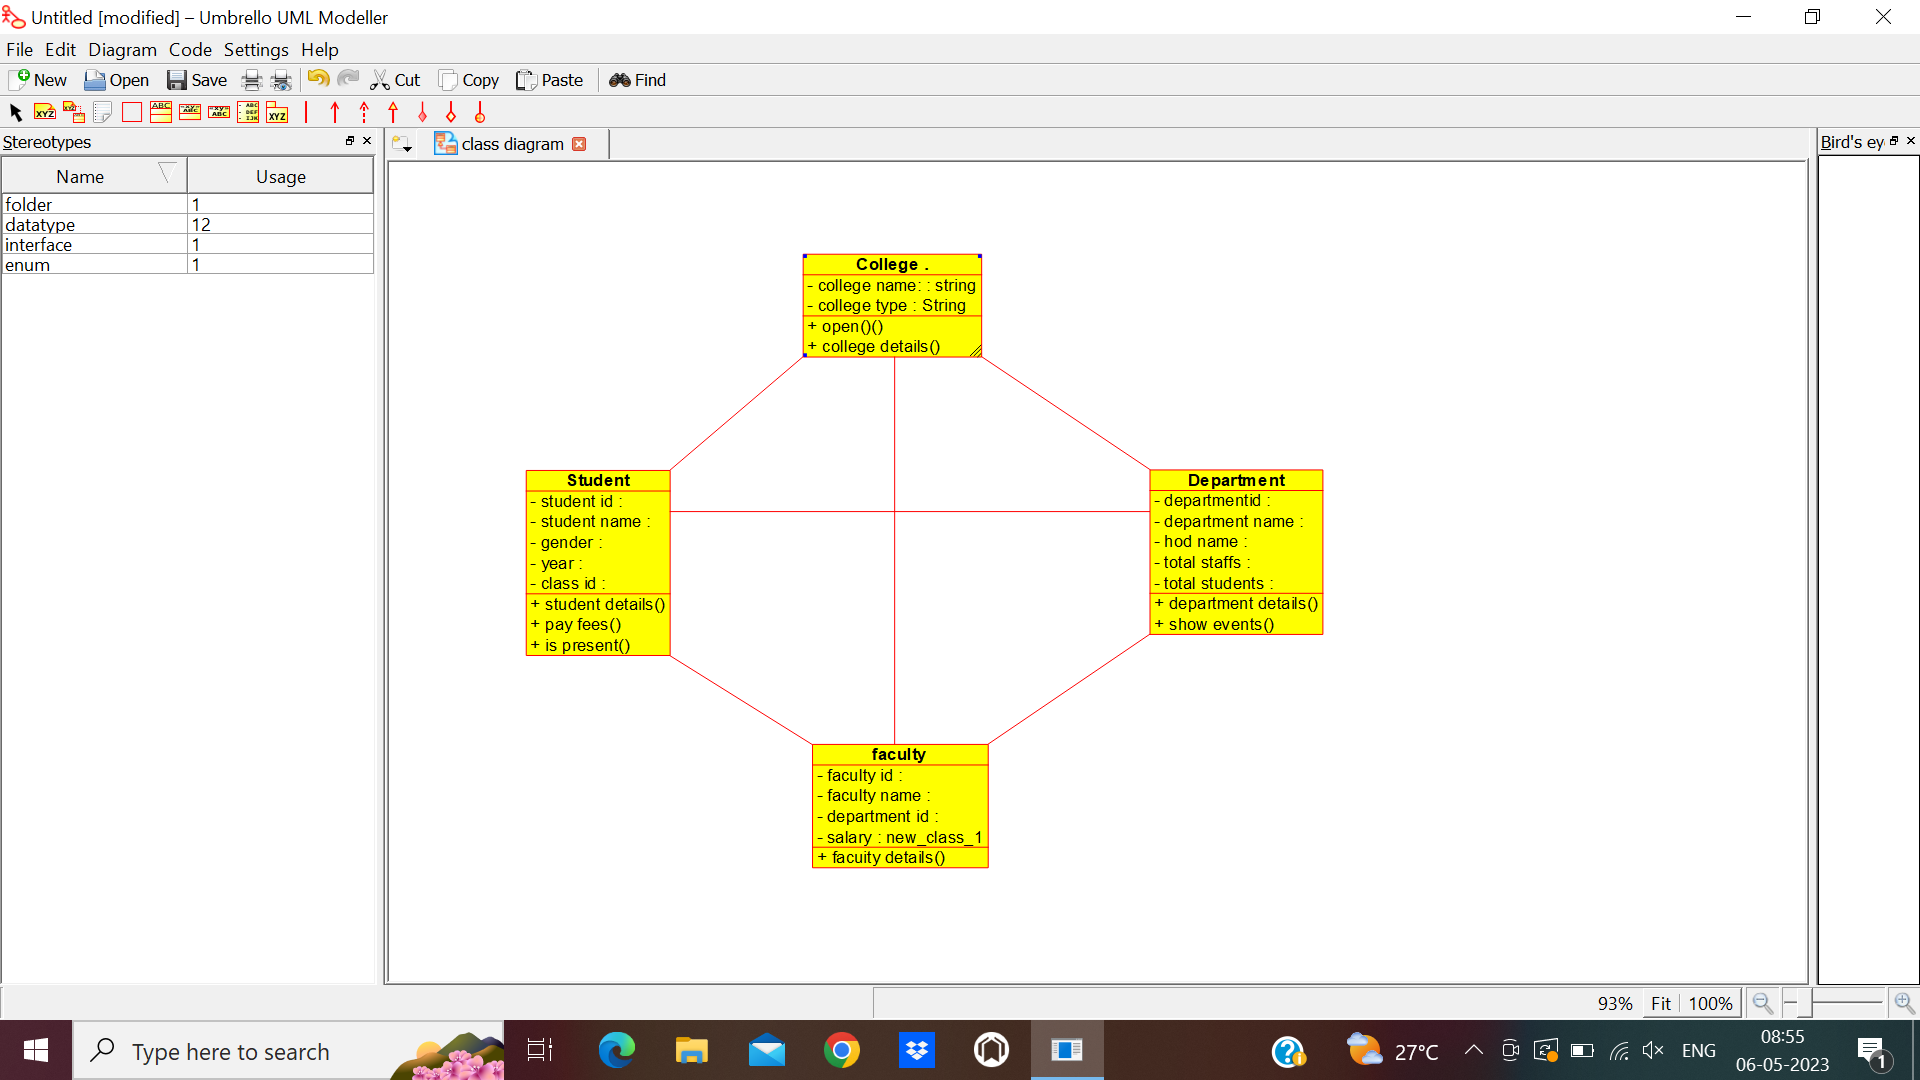 Untitled [modified] – Umbrello UML Modeller
File Edit Diagram Code Settings Help
New Open Save Cut Copy Paste Find
Stereotypes
class diagram
Bird's ey
Name Usage
folder 1
datatype 12
interface 1
enum 1
College .
- college name: : string
- college type : String
+ open()()
+ college details()
Student
- student id :
- student name :
- gender :
- year :
- class id :
+ student details()
+ pay fees()
+ is present()
Department
- departmentid :
- department name :
- hod name :
- total staffs :
- total students :
+ department details()
+ show events()
faculty
- faculty id :
- faculty name :
- department id :
- salary : new_class_1
+ facuity details()
93% Fit 100%
Type here to search
27°C
ENG
08:55
06-05-2023
1